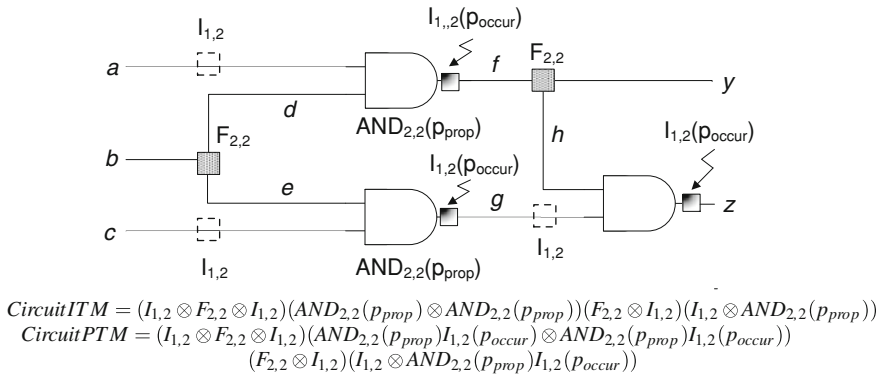 I1,2
I1,,2(poccur)
a
f
F2,2
y
d
AND2,2(pprop)
h
F2,2
I1,2(poccur)
I1,2(poccur)
b
e
g
z
c
I1,2
I1,2
AND2,2(pprop)
CircuitITM = (I1,2 ⊗ F2,2 ⊗ I1,2)(AND2,2(pprop) ⊗ AND2,2(pprop))(F2,2 ⊗ I1,2)(I1,2 ⊗ AND2,2(pprop))
CircuitPTM = (I1,2 ⊗ F2,2 ⊗ I1,2)(AND2,2(pprop)I1,2(poccur) ⊗ AND2,2(pprop)I1,2(poccur))
(F2,2 ⊗ I1,2)(I1,2 ⊗ AND2,2(pprop)I1,2(poccur))